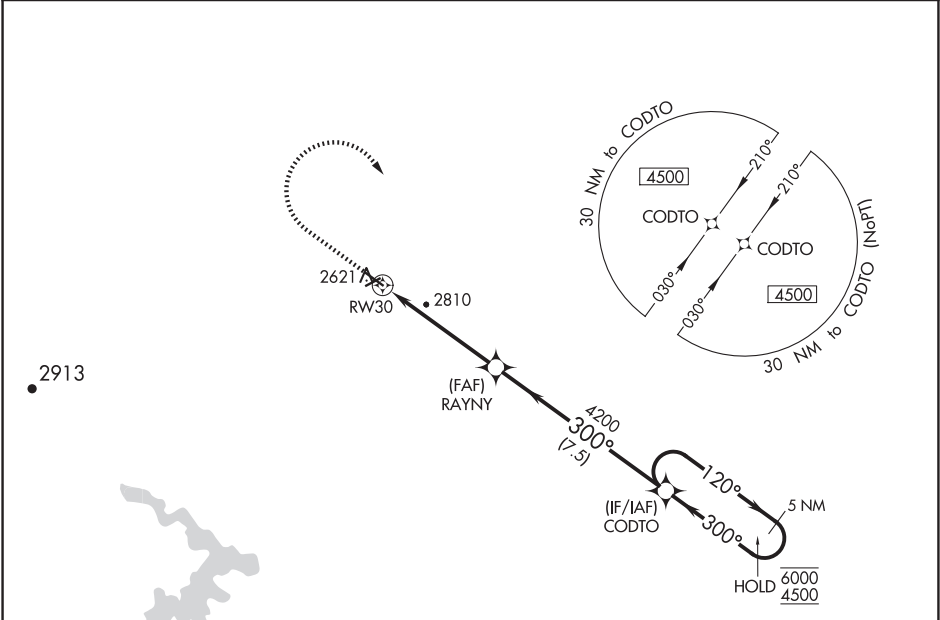 30 NM to CODTO
4500
210°
CODTO
030°
210°
CODTO
4500
030°
30 NM to CODTO (NoPT)
2621
RW30
2810
2913
(FAF)
RAYNY
4200
300°
(7.5)
(IF/IAF)
CODTO
120°
300°
5 NM
HOLD
6000
4500